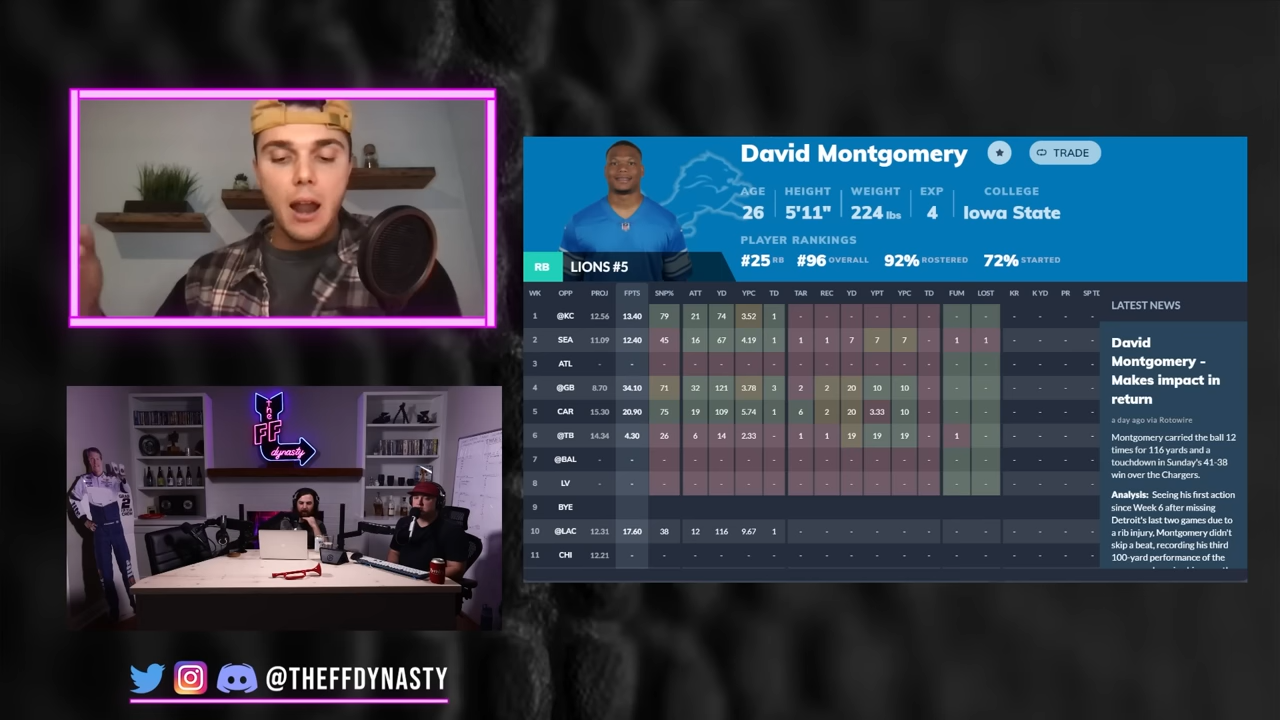 David Montgomery
TRADE
AGE HEIGHT WEIGHT EXP COLLEGE
26 5'11" 224 lbs 4 Iowa State
PLAYER RANKINGS
#25 RB #96 OVERALL 92% ROSTERED 72% STARTED
RB LIONS #5
WK OPP PROJ FPTS SNP% ATT YD YPC TD TAR REC YD YPT YPC TD FUM LOST KR K YD PR SP TD
1 @KC 12.56 13.40 79 21 74 3.52 1 - - - - - - - - - - - -
2 SEA 11.09 12.40 45 16 67 4.19 1 1 1 7 7 7 - 1 1 - - - -
3 ATL - - - - - - - - - - - - - - - - - - -
4 @GB 8.70 34.10 71 32 121 3.78 3 2 2 20 10 10 - - - - - - -
5 CAR 15.30 20.90 75 19 109 5.74 1 6 2 20 3.33 10 - - - - - - -
6 @TB 14.34 4.30 26 6 14 2.33 - 1 1 19 19 19 - 1 - - - - -
7 @BAL - - - - - - - - - - - - - - - - - - -
8 LV - - - - - - - - - - - - - - - - - - -
9 BYE
10 @LAC 12.31 17.60 38 12 116 9.67 1 - - - - - - - - - - - -
11 CHI 12.21 - - - - - - - - - - - - - - - - - -
LATEST NEWS
David
Montgomery -
Makes impact in
return
a day ago via Rotowire
Montgomery carried the ball 12
times for 116 yards and a
touchdown in Sunday's 41-38
win over the Chargers.
Analysis: Seeing his first action
since Week 6 after missing
Detroit's last two games due to
a rib injury, Montgomery didn't
skip a beat, recording his third
100-yard performance of the
the
FF
dynasty
@THEFFDYNASTY